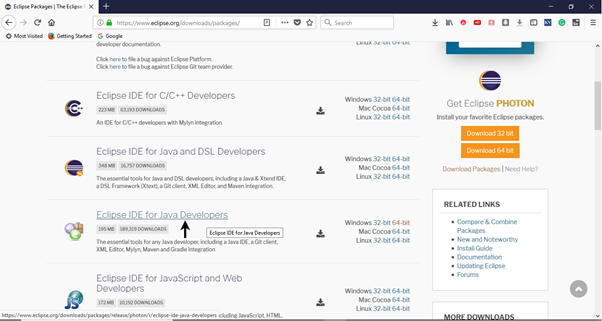 Eclipse Packages | The Eclipse F
https://www.eclipse.org/downloads/packages/
Search
Most Visited Getting Started Google
developer documentation.
Click here to file a bug against Eclipse Platform.
Click here to file a bug against Eclipse Git team provider.
Linux 32-bit 64-bit
Eclipse IDE for C/C++ Developers
223 MB 63,193 DOWNLOADS
An IDE for C/C++ developers with Mylyn integration.
Windows 32-bit 64-bit
Mac Cocoa 64-bit
Linux 32-bit 64-bit
Eclipse IDE for Java and DSL Developers
348 MB 16,757 DOWNLOADS
The essential tools for Java and DSL developers, including a Java & Xtend IDE,
a DSL Framework (Xtext), a Git client, XML Editor, and Maven integration.
Windows 32-bit 64-bit
Mac Cocoa 64-bit
Linux 32-bit 64-bit
Eclipse IDE for Java Developers
195 MB 189,319 DOWNLOADS
Eclipse IDE for Java Developers
The essential tools for any Java developer, including a Java IDE, a Git client,
XML Editor, Mylyn, Maven and Gradle integration
Windows 32-bit 64-bit
Mac Cocoa 64-bit
Linux 32-bit 64-bit
Eclipse IDE for JavaScript and Web
Developers
172 MB 10,192 DOWNLOADS
Windows 32-bit 64-bit
Mac Cocoa 64-bit
Linux 32-bit 64-bit
https://www.eclipse.org/downloads/packages/release/photon/r/eclipse-ide-java-developers cluding JavaScript, HTML,
Get Eclipse PHOTON
Install your favorite Eclipse packages.
Download 32 bit
Download 64 bit
Download Packages | Need Help?
RELATED LINKS
Compare & Combine
Packages
New and Noteworthy
Install Guide
Documentation
Updating Eclipse
Forums
MORE DOWNLOADS